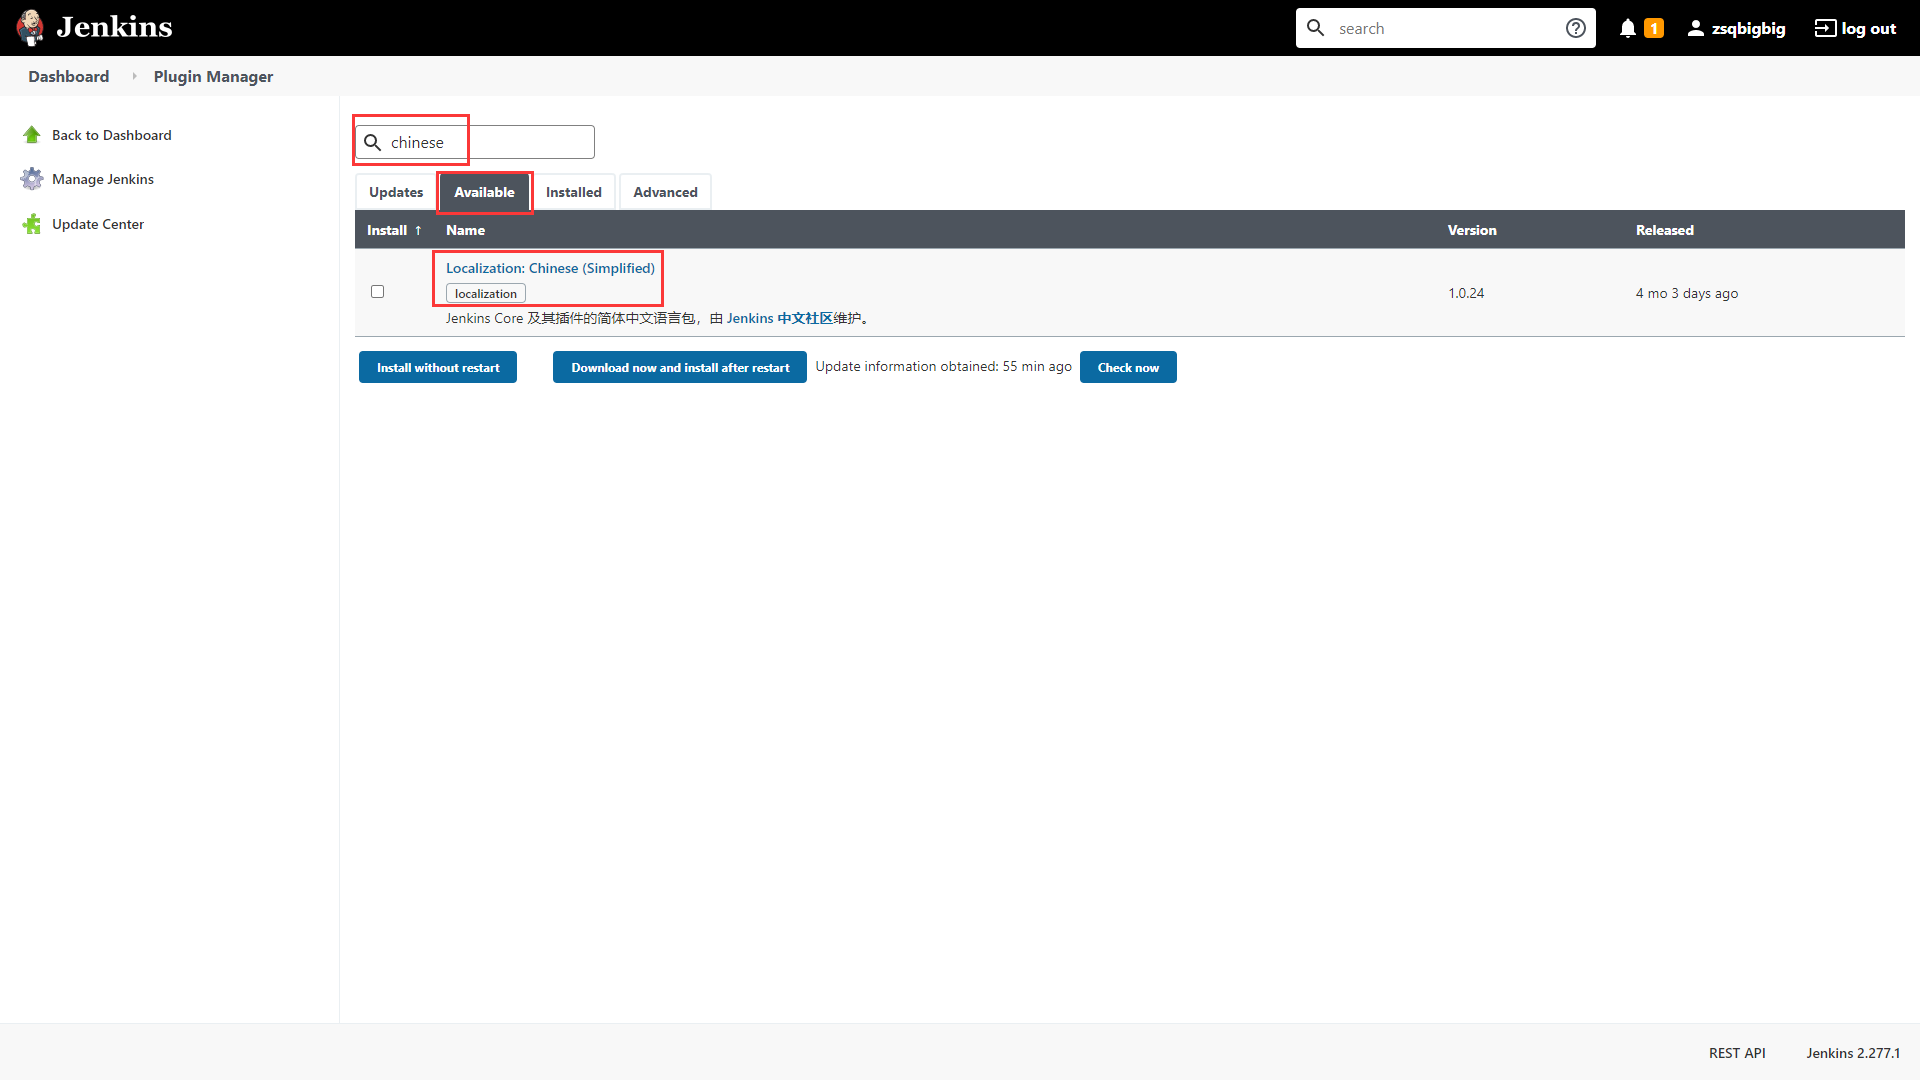 Jenkins
search
1
zsqbigbig
log out
Dashboard
Plugin Manager
Back to Dashboard
Manage Jenkins
Update Center
chinese
Updates
Available
Installed
Advanced
Install ↑
Name
Version
Released
Localization: Chinese (Simplified)
localization
Jenkins Core 及其插件的简体中文语言包，由 Jenkins 中文社区维护。
1.0.24
4 mo 3 days ago
Install without restart
Download now and install after restart
Update information obtained: 55 min ago
Check now
REST API
Jenkins 2.277.1